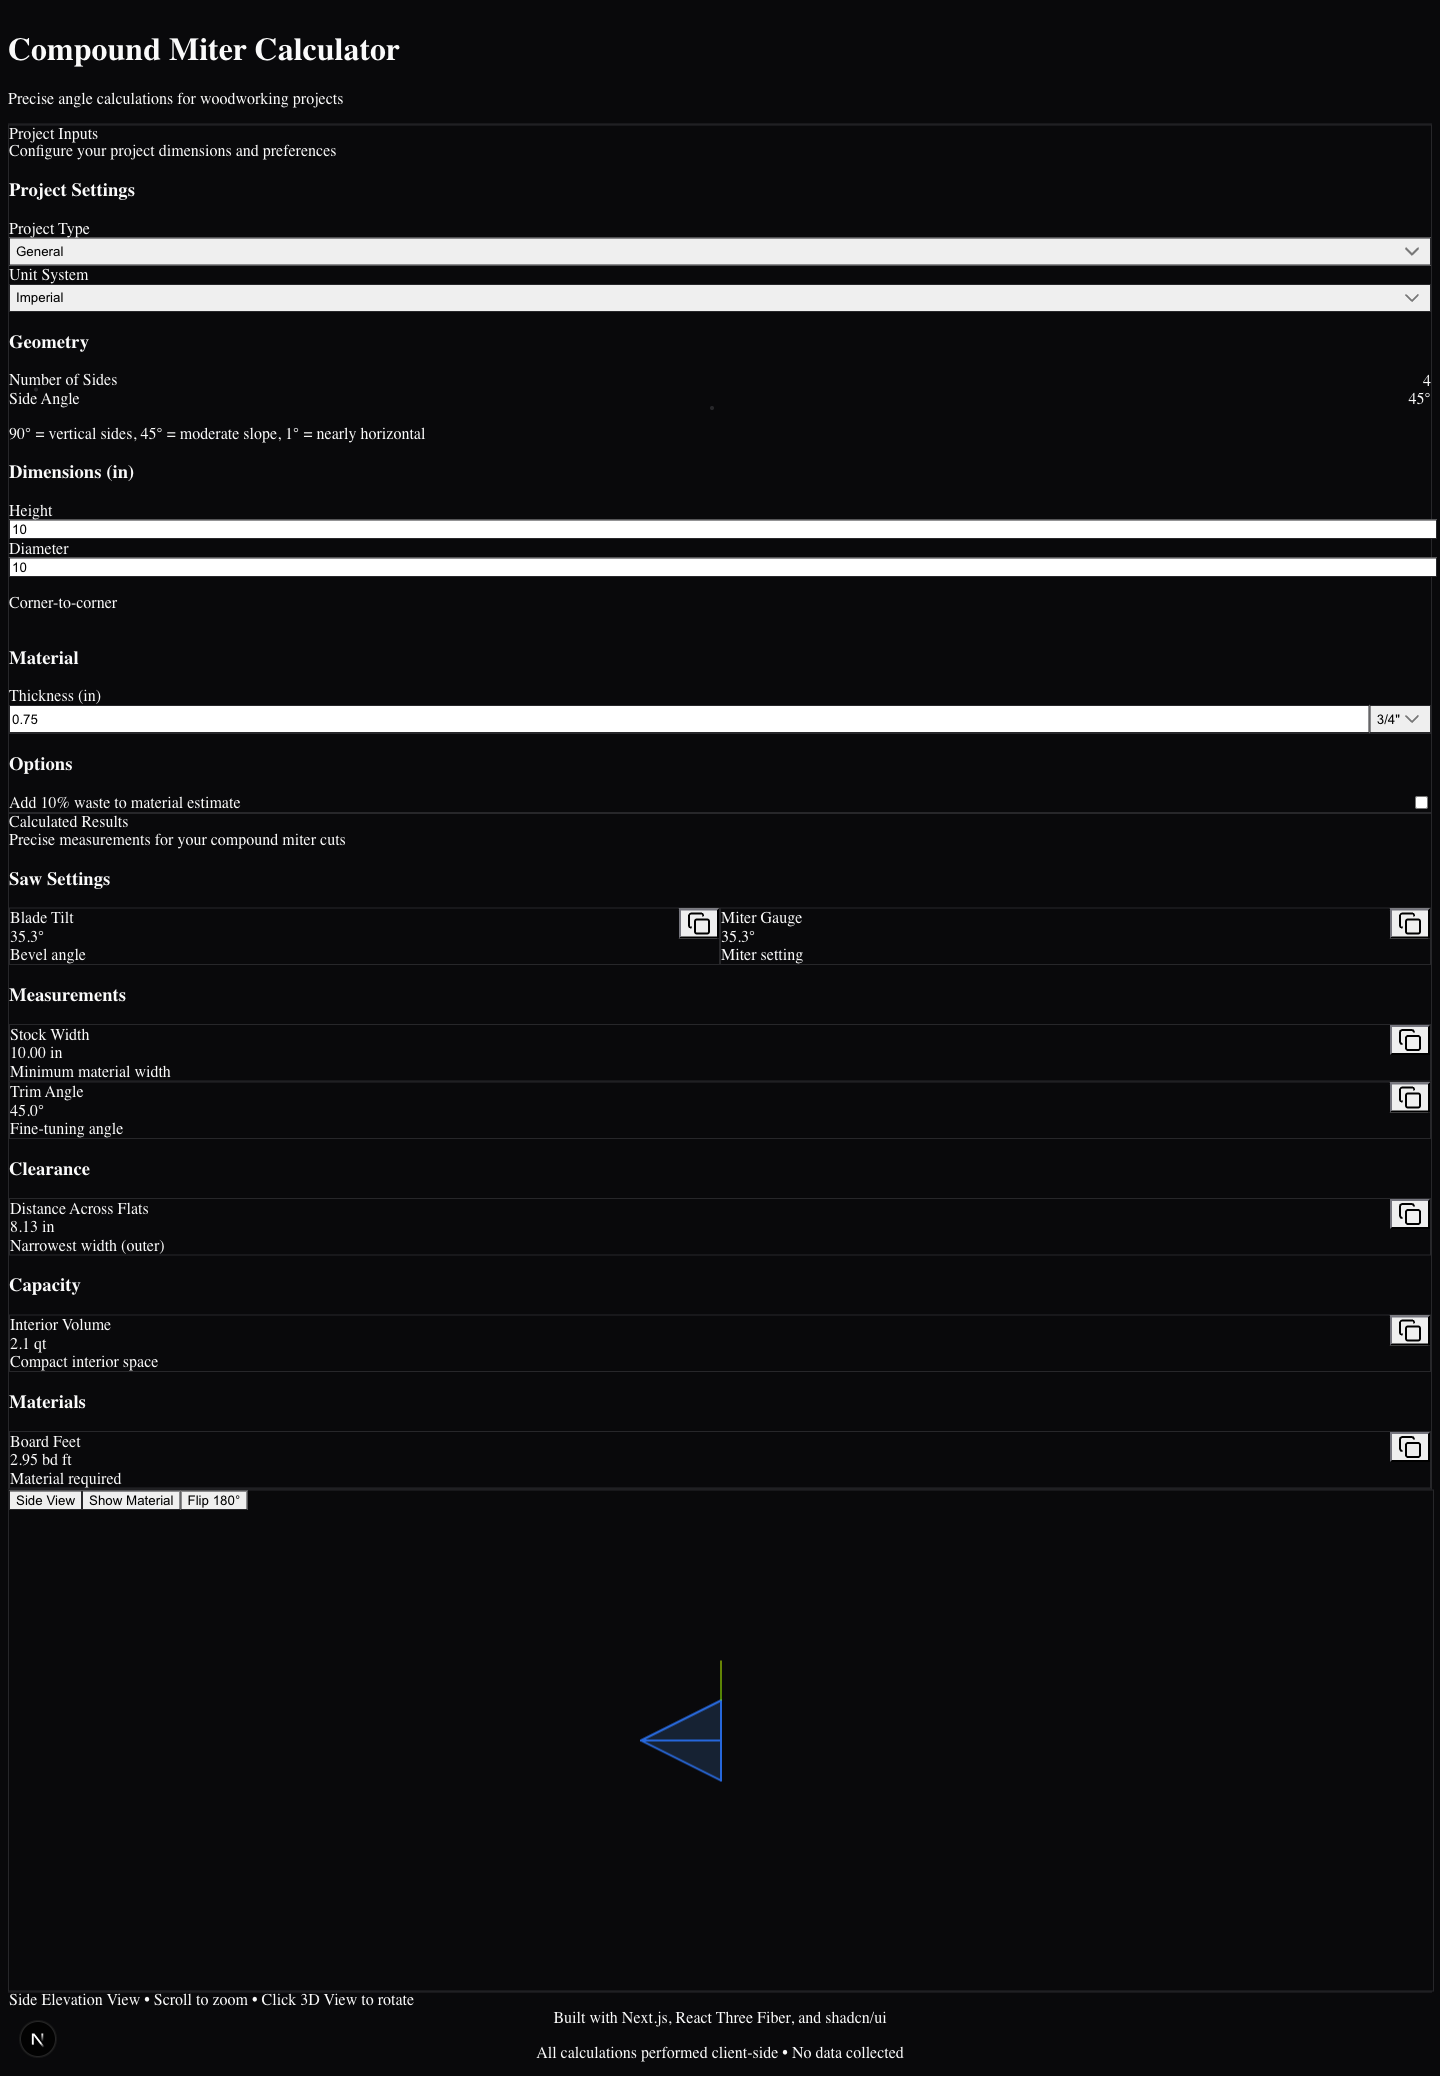 Compound Miter Calculator
Precise angle calculations for woodworking projects
Project Inputs
Configure your project dimensions and preferences
Project Settings
Project Type
General
Unit System
Imperial
Geometry
Number of Sides 4
Side Angle 45°
90° = vertical sides, 45° = moderate slope, 1° = nearly horizontal
Dimensions (in)
Height
10
Diameter
10
Corner-to-corner
Material
Thickness (in)
0.75 3/4"
Options
Add 10% waste to material estimate
Calculated Results
Precise measurements for your compound miter cuts
Saw Settings
Blade Tilt
35.3°
Bevel angle
Miter Gauge
35.3°
Miter setting
Measurements
Stock Width
10.00 in
Minimum material width
Trim Angle
45.0°
Fine-tuning angle
Clearance
Distance Across Flats
8.13 in
Narrowest width (outer)
Capacity
Interior Volume
2.1 qt
Compact interior space
Materials
Board Feet
2.95 bd ft
Material required
Side View Show Material Flip 180°
Side Elevation View • Scroll to zoom • Click 3D View to rotate
Built with Next.js, React Three Fiber, and shadcn/ui
N
All calculations performed client-side • No data collected